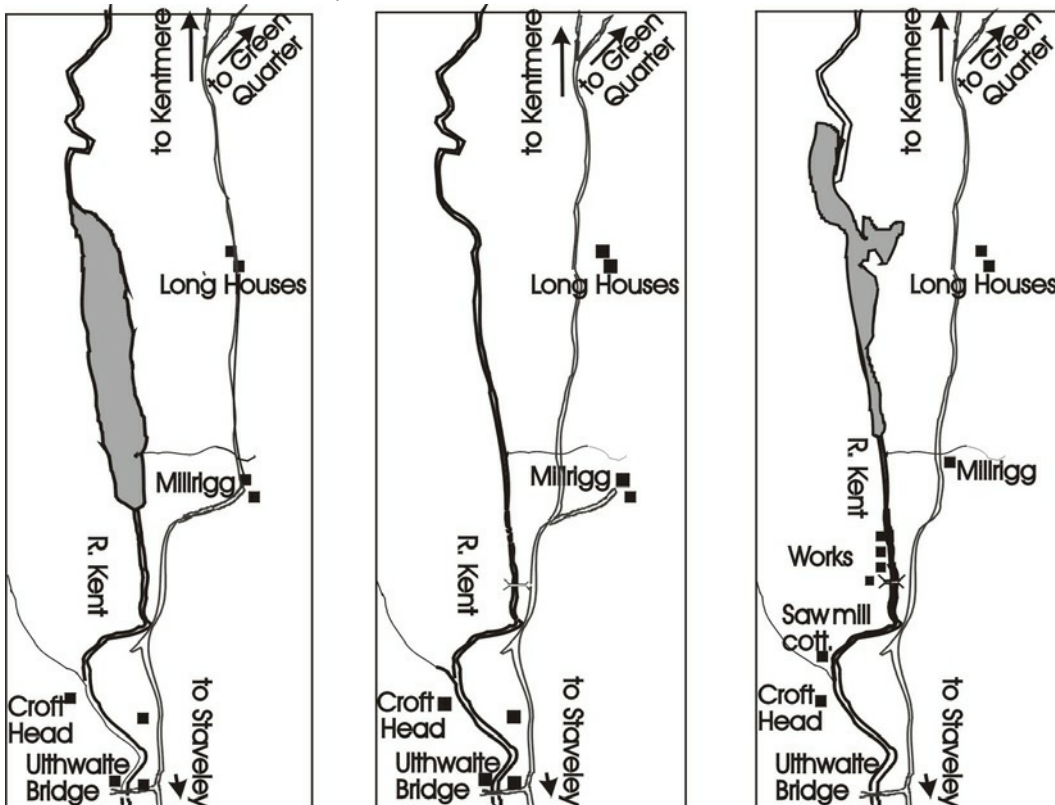 to Kentmere
to Green
Quarter
Long Houses
Millrigg
R. Kent
Croft
Head
Ulthwaite
Bridge
to Staveley
to Kentmere
to Green
Quarter
Long Houses
Millrigg
R. Kent
Croft
Head
Ulthwaite
Bridge
to Staveley
to Kentmere
to Green
Quarter
Long Houses
R. Kent
Millrigg
Works
Saw mill
cott.
Croft
Head
Ulthwaite
Bridge
to Staveley